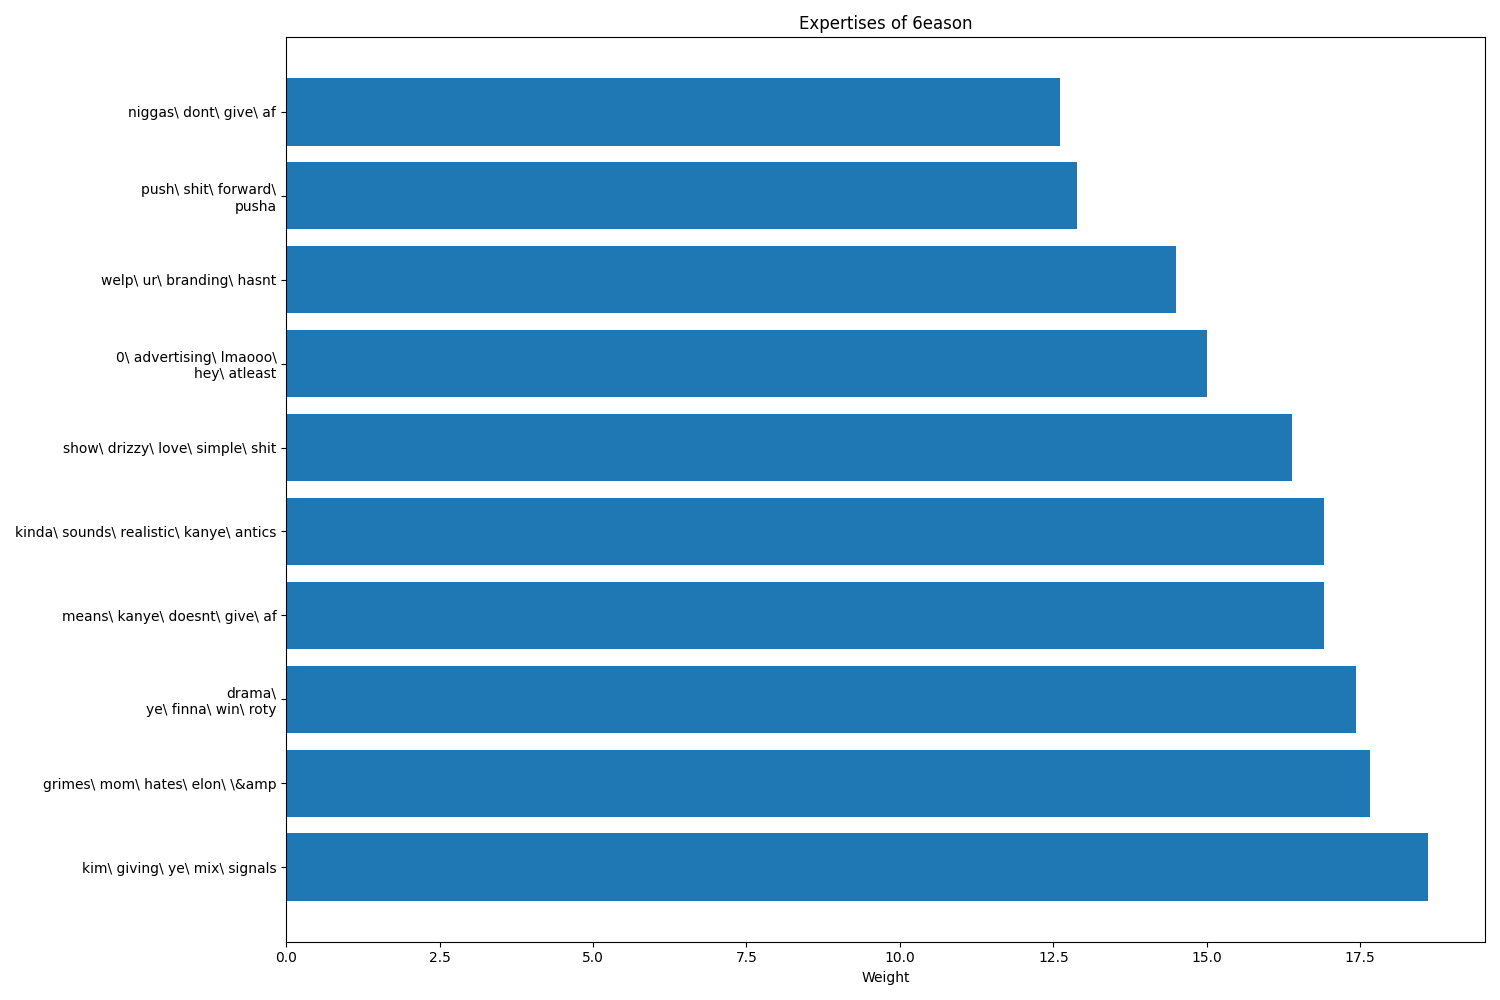 Expertises of 6eason
niggas\ dont\ give\ af
push\ shit\ forward\
pusha
welp\ ur\ branding\ hasnt
0\ advertising\ lmaooo\
hey\ atleast
show\ drizzy\ love\ simple\ shit
kinda\ sounds\ realistic\ kanye\ antics
means\ kanye\ doesnt\ give\ af
drama\
ye\ finna\ win\ roty
grimes\ mom\ hates\ elon\ \&amp
kim\ giving\ ye\ mix\ signals
0.0 2.5 5.0 7.5 10.0 12.5 15.0 17.5
Weight